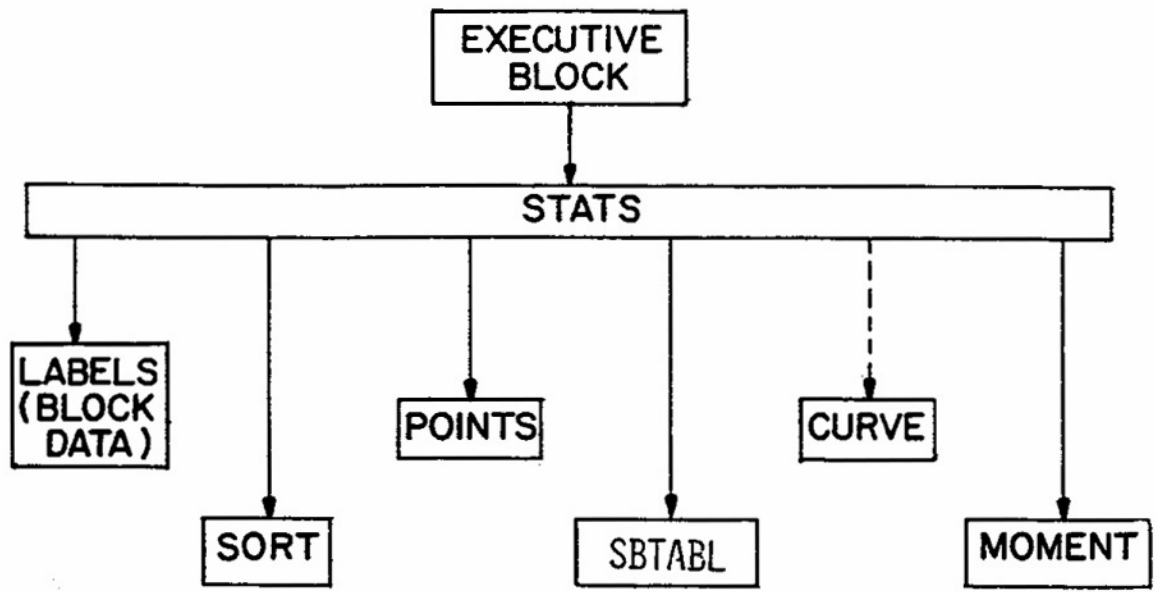 EXECUTIVE
BLOCK
STATS
LABELS
(BLOCK
DATA)
POINTS
CURVE
SORT
SBTABL
MOMENT